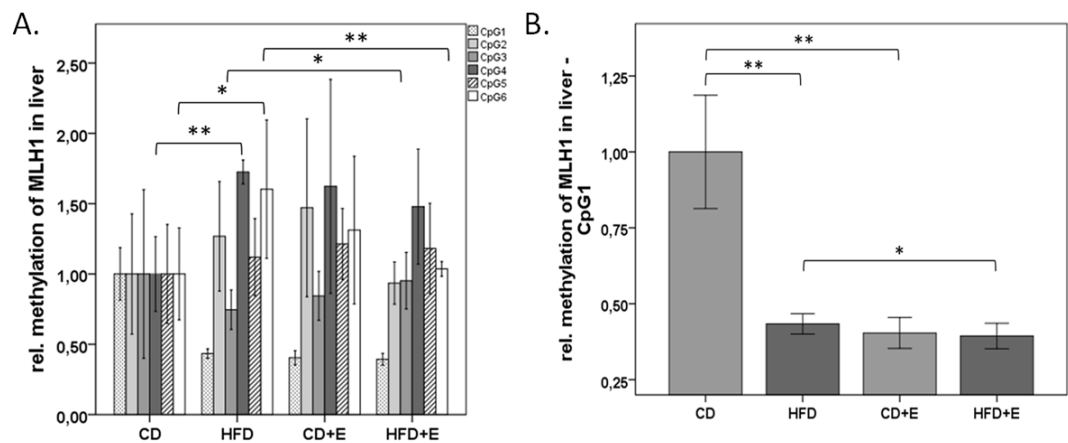 A.
rel. methylation of MLH1 in liver
2,50
2,00
1,50
1,00
0,50
0,00
**
*
*
**
CpG1
CpG2
CpG3
CpG4
CpG5
CpG6
CD HFD CD+E HFD+E
B.
rel. methylation of MLH1 in liver -
CpG1
1,25
1,00
0,75
0,50
0,25
**
**
*
CD HFD CD+E HFD+E